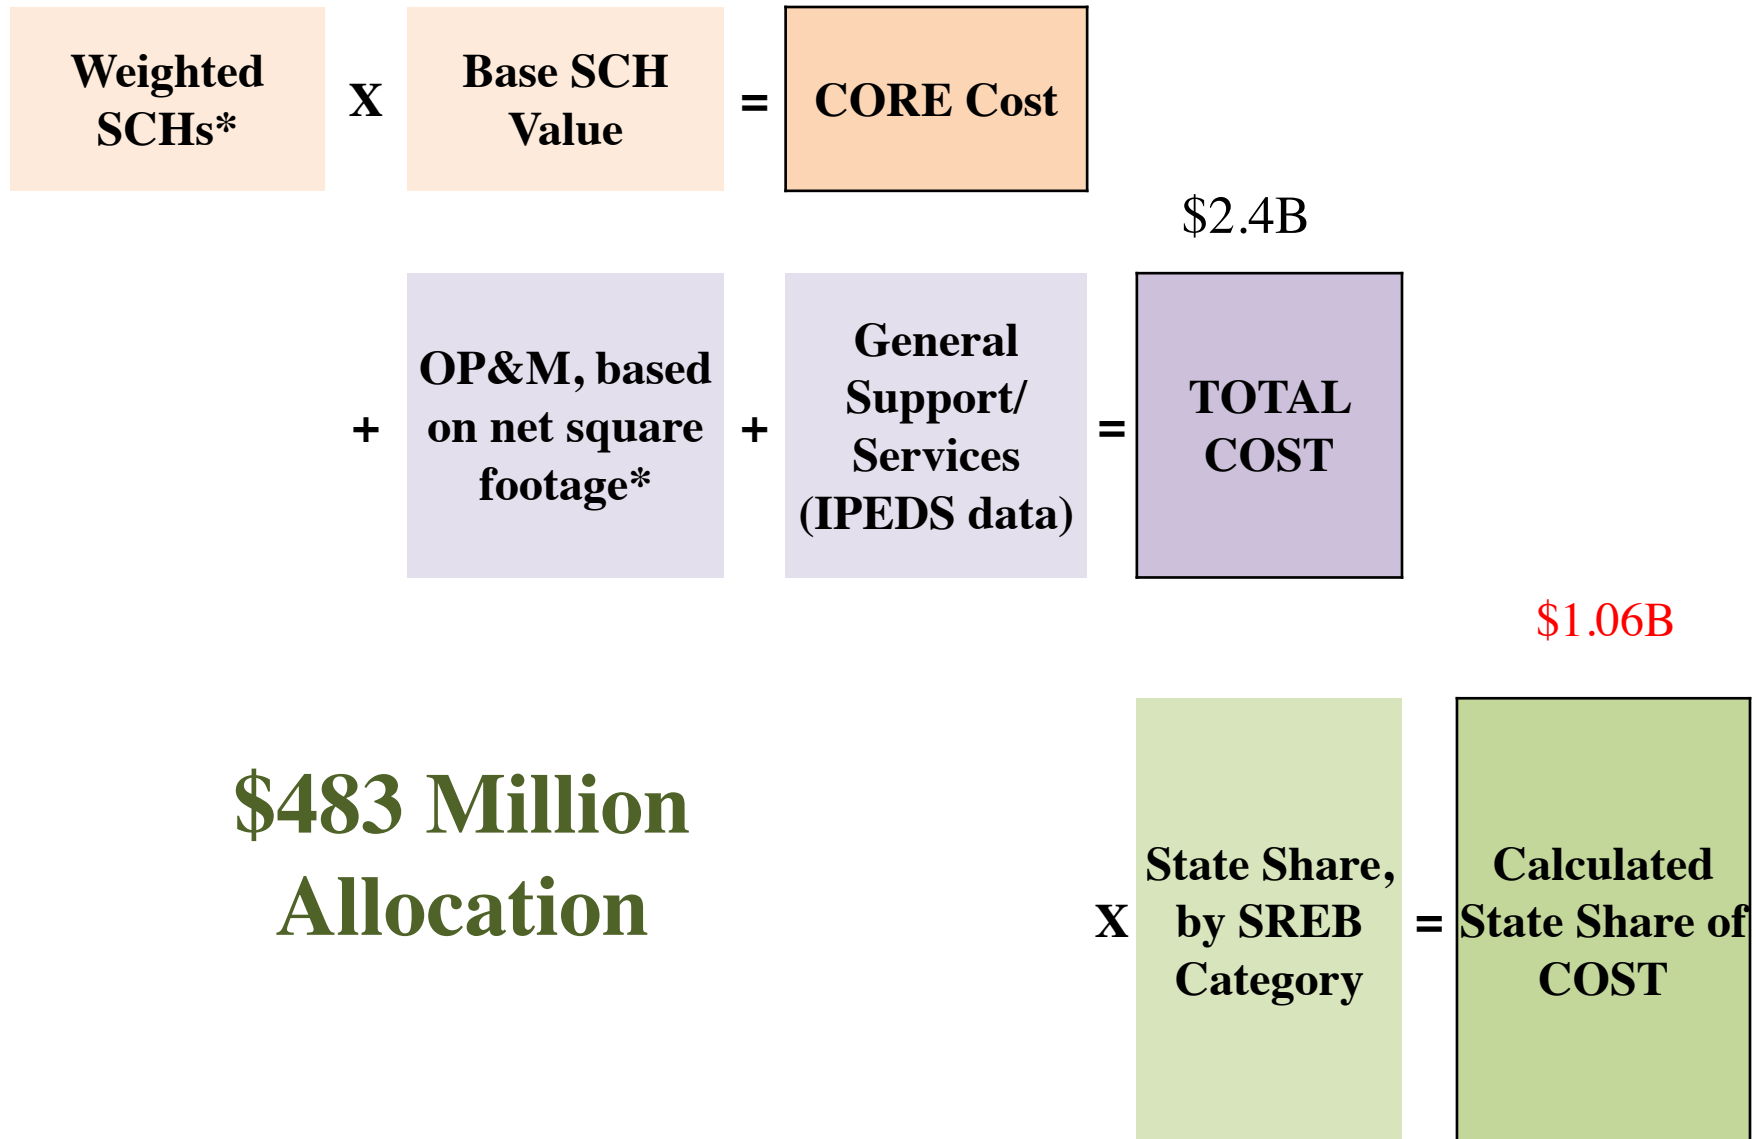 Weighted
SCHs*
X
Base SCH
Value
=
CORE Cost
$2.4B
+
OP&M, based
on net square
footage*
+
General
Support/
Services
(IPEDS data)
=
TOTAL
COST
$1.06B
$483 Million
Allocation
X
State Share,
by SREB
Category
=
Calculated
State Share of
COST